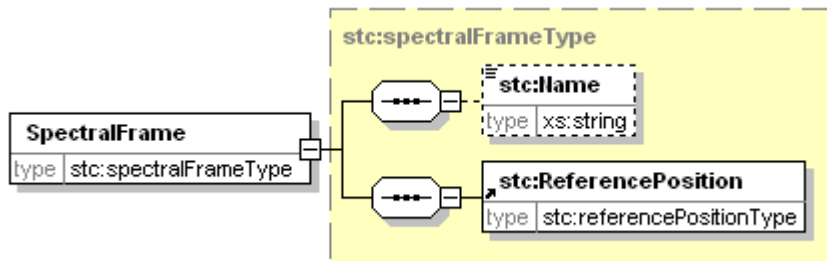 stc:spectralFrameType
stc:Name
type xs:string
SpectralFrame
type stc:spectralFrameType
stc:ReferencePosition
type stc:referencePositionType